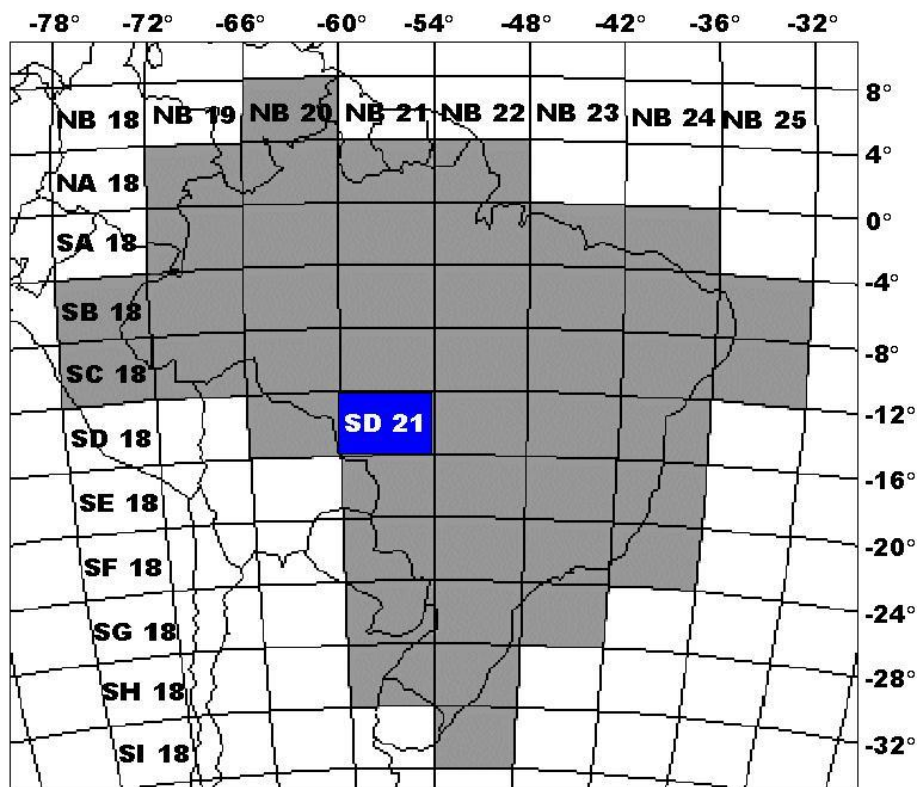 -78° -72° -66° -60° -54° -48° -42° -36° -32°
8°
NB 18 NB 19 NB 20 NB 21 NB 22 NB 23 NB 24 NB 25
4°
NA 18
0°
SA 18
-4°
SB 18
-8°
SC 18
-12°
SD 21
SD 18
-16°
SE 18
-20°
SF 18
-24°
SG 18
-28°
SH 18
-32°
SI 18